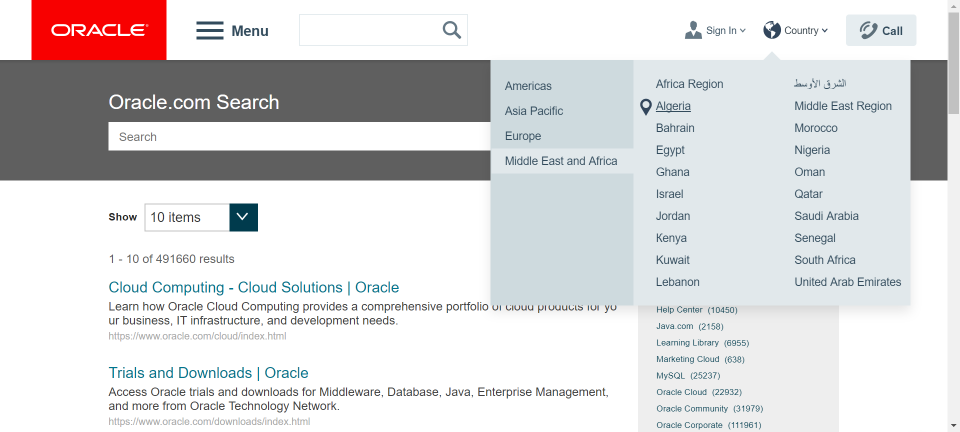 ORACLE
Menu
Sign In
Country
Call
Oracle.com Search
Search
Americas
Asia Pacific
Europe
Middle East and Africa
Africa Region
Algeria
Bahrain
Egypt
Ghana
Israel
Jordan
Kenya
Kuwait
Lebanon
الشرق الأوسط
Middle East Region
Morocco
Nigeria
Oman
Qatar
Saudi Arabia
Senegal
South Africa
United Arab Emirates
Show
10 items
1 - 10 of 491660 results
Cloud Computing - Cloud Solutions | Oracle
Learn how Oracle Cloud Computing provides a comprehensive portfolio of cloud products for yo
ur business, IT infrastructure, and development needs.
https://www.oracle.com/cloud/index.html
Trials and Downloads | Oracle
Access Oracle trials and downloads for Middleware, Database, Java, Enterprise Management,
and more from Oracle Technology Network.
https://www.oracle.com/downloads/index.html
Help Center (10450)
Java.com (2158)
Learning Library (6955)
Marketing Cloud (638)
MySQL (25237)
Oracle Cloud (22932)
Oracle Community (31979)
Oracle Corporate (111961)